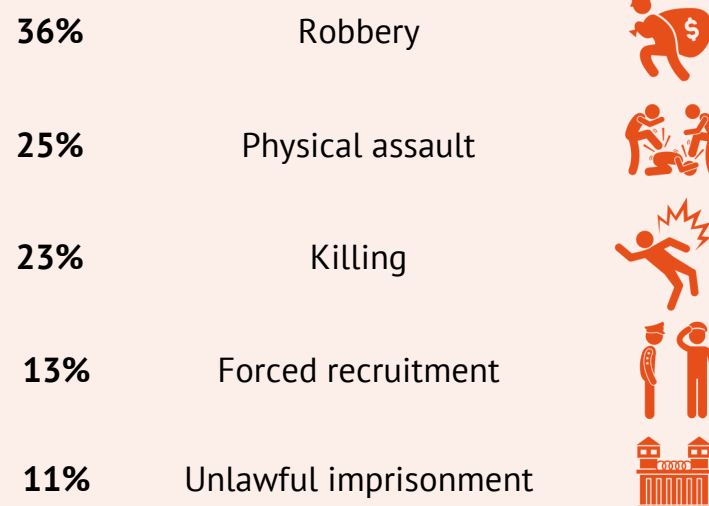 36% Robbery
$
25% Physical assault
23% Killing
13% Forced recruitment
11% Unlawful imprisonment